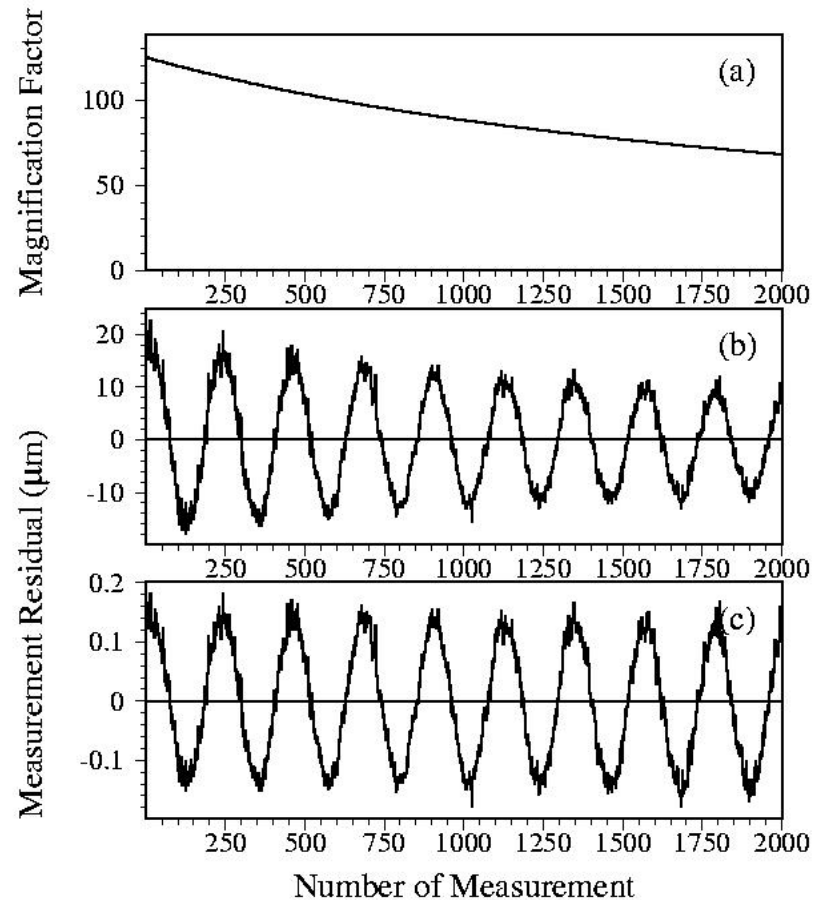 Magnification Factor
(a)
100
50
0
250 500 750 1000 1250 1500 1750 2000
Measurement Residual (μm)
(b)
20
10
0
-10
250 500 750 1000 1250 1500 1750 2000
(c)
0.2
0.1
0
-0.1
250 500 750 1000 1250 1500 1750 2000
Number of Measurement